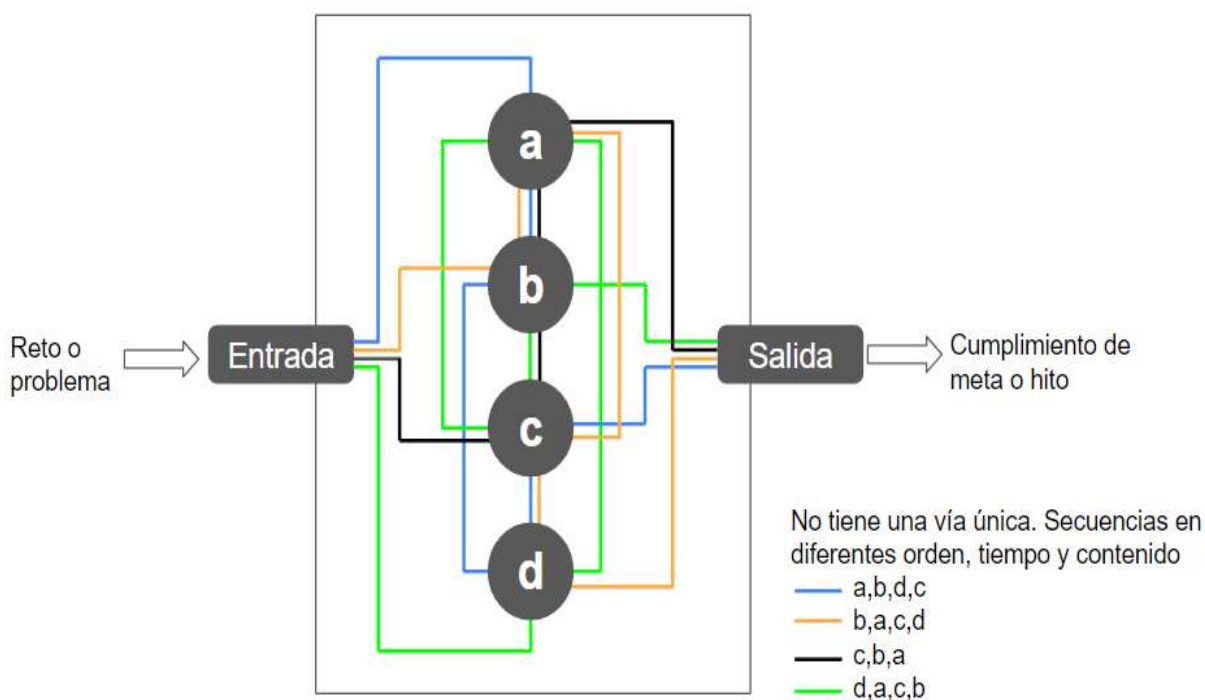 a
b
Reto o
problema
Entrada
Salida
Cumplimiento de
meta o hito
c
d
No tiene una vía única. Secuencias en
diferentes orden, tiempo y contenido
a,b,d,c
b,a,c,d
c,b,a
d,a,c,b